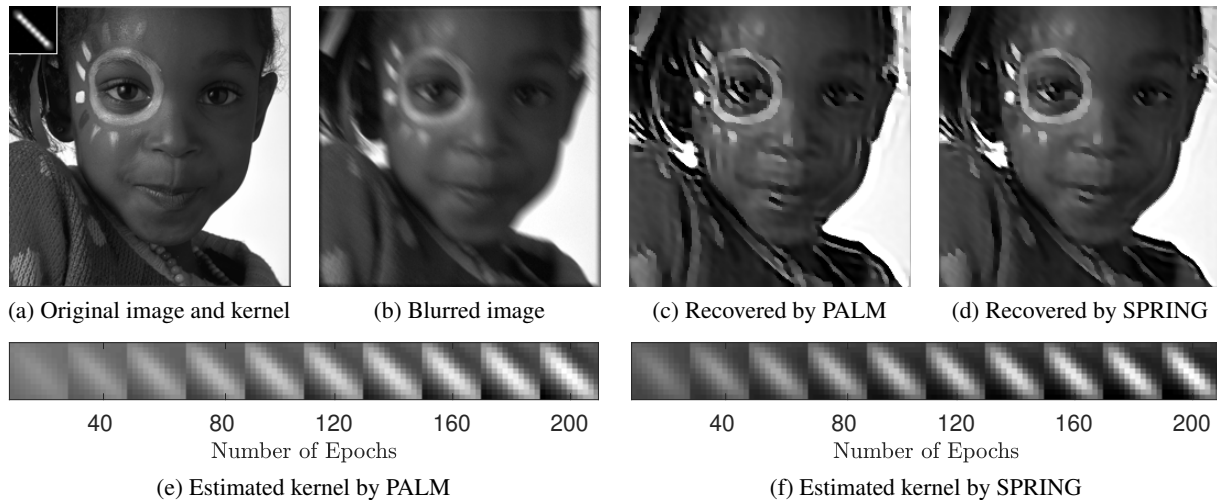 (a) Original image and kernel
(b) Blurred image
(c) Recovered by PALM
(d) Recovered by SPRING
40 80 120 160 200
Number of Epochs
(e) Estimated kernel by PALM
40 80 120 160 200
Number of Epochs
(f) Estimated kernel by SPRING